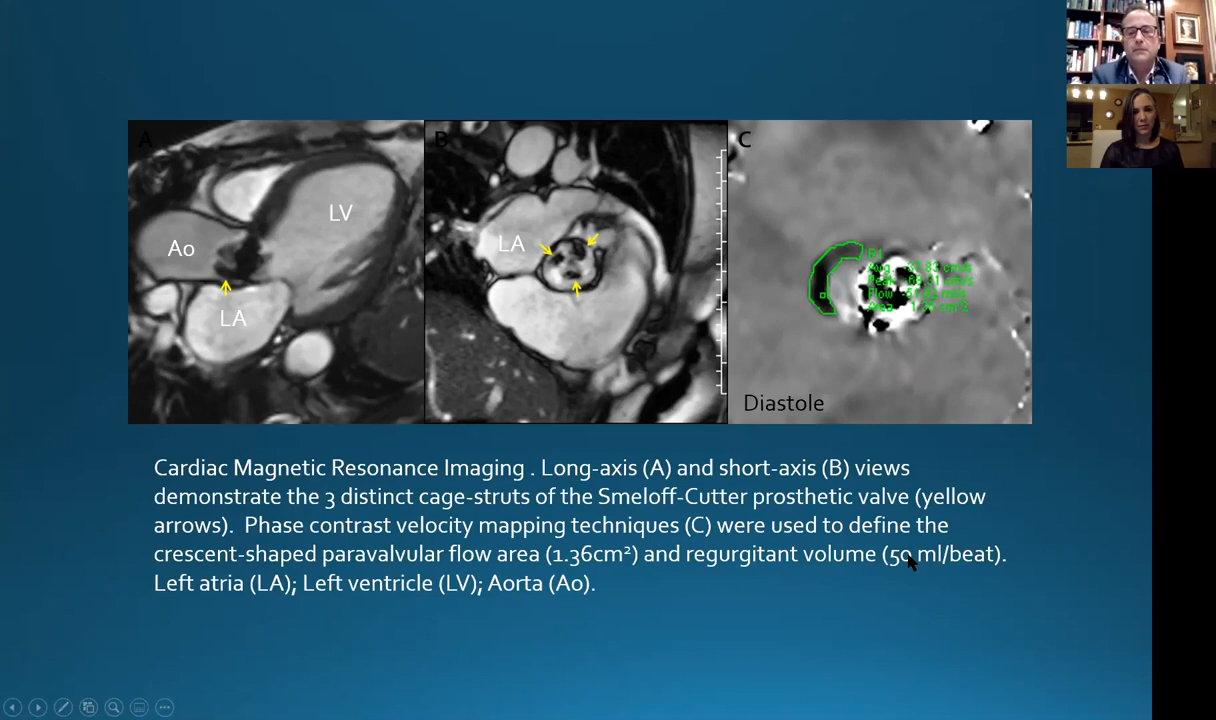 A
B
C
LV
Ao
LA
LA
R1
Diastole
Cardiac Magnetic Resonance Imaging . Long-axis (A) and short-axis (B) views
demonstrate the 3 distinct cage-struts of the Smeloff-Cutter prosthetic valve (yellow
arrows).  Phase contrast velocity mapping techniques (C) were used to define the
crescent-shaped paravalvular flow area (1.36cm²) and regurgitant volume (50 ml/beat).
Left atria (LA); Left ventricle (LV); Aorta (Ao).